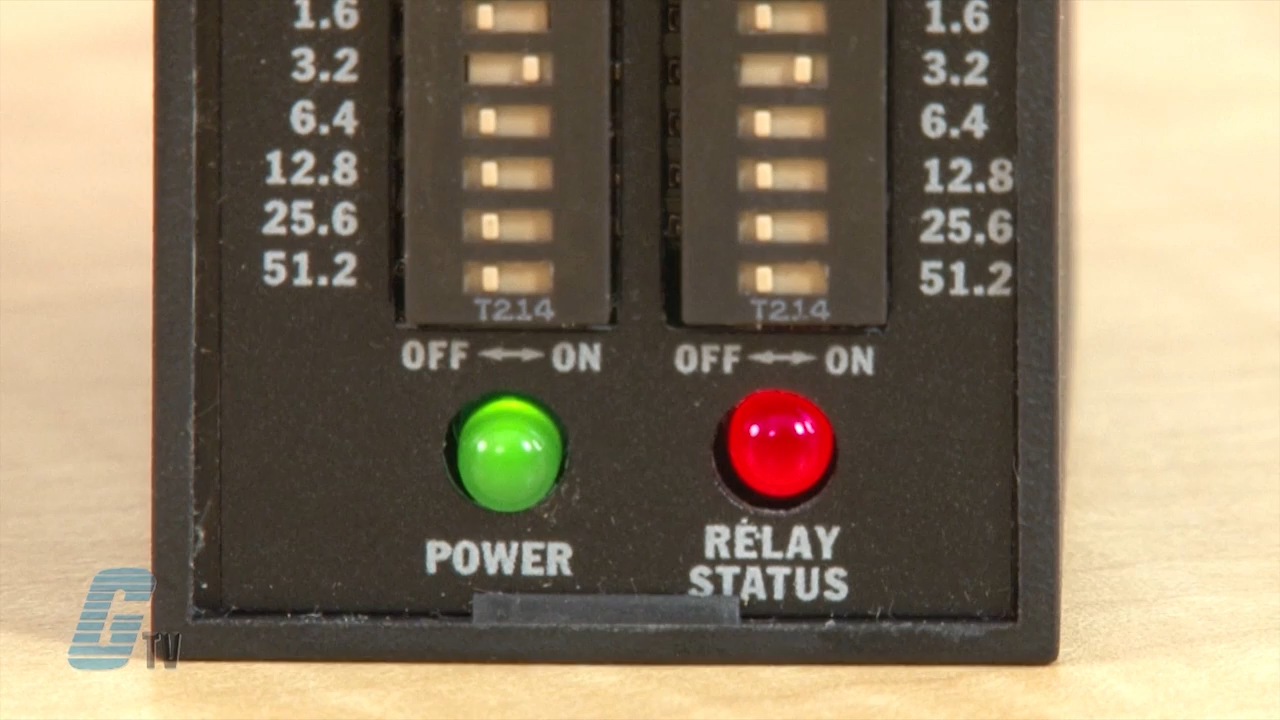 1.6 1.6
3.2 3.2
6.4 6.4
12.8 12.8
25.6 25.6
51.2 51.2
T214 T214
OFF ↔ ON OFF ↔ ON
POWER RELAY
STATUS
G TV